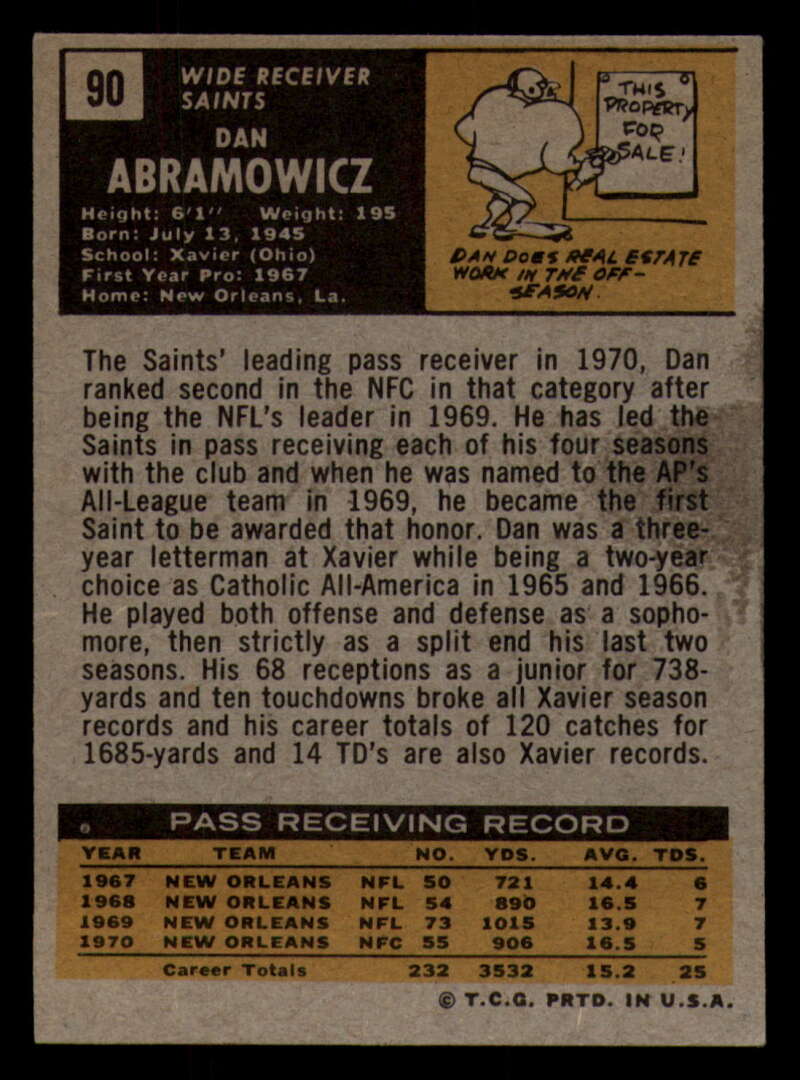 90
WIDE RECEIVER
SAINTS
DAN
ABRAMOWICZ
Height: 6'1" Weight: 195
Born: July 13, 1945
School: Xavier (Ohio)
First Year Pro: 1967
Home: New Orleans, La.
THIS
PROPERTY
FOR
SALE!
DAN DOES REAL ESTATE
WORK IN THE OFF-
SEASON.
The Saints' leading pass receiver in 1970, Dan
ranked second in the NFC in that category after
being the NFL's leader in 1969. He has led the
Saints in pass receiving each of his four seasons
with the club and when he was named to the AP's
All-League team in 1969, he became the first
Saint to be awarded that honor. Dan was a three-
year letterman at Xavier while being a two-year
choice as Catholic All-America in 1965 and 1966.
He played both offense and defense as a sopho-
more, then strictly as a split end his last two
seasons. His 68 receptions as a junior for 738-
yards and ten touchdowns broke all Xavier season
records and his career totals of 120 catches for
1685-yards and 14 TD's are also Xavier records.
PASS RECEIVING RECORD
YEAR TEAM NO. YDS. AVG. TDS.
1967 NEW ORLEANS NFL 50 721 14.4 6
1968 NEW ORLEANS NFL 54 890 16.5 7
1969 NEW ORLEANS NFL 73 1015 13.9 7
1970 NEW ORLEANS NFC 55 906 16.5 5
Career Totals 232 3532 15.2 25
© T.C.G. PRTD. IN U.S.A.